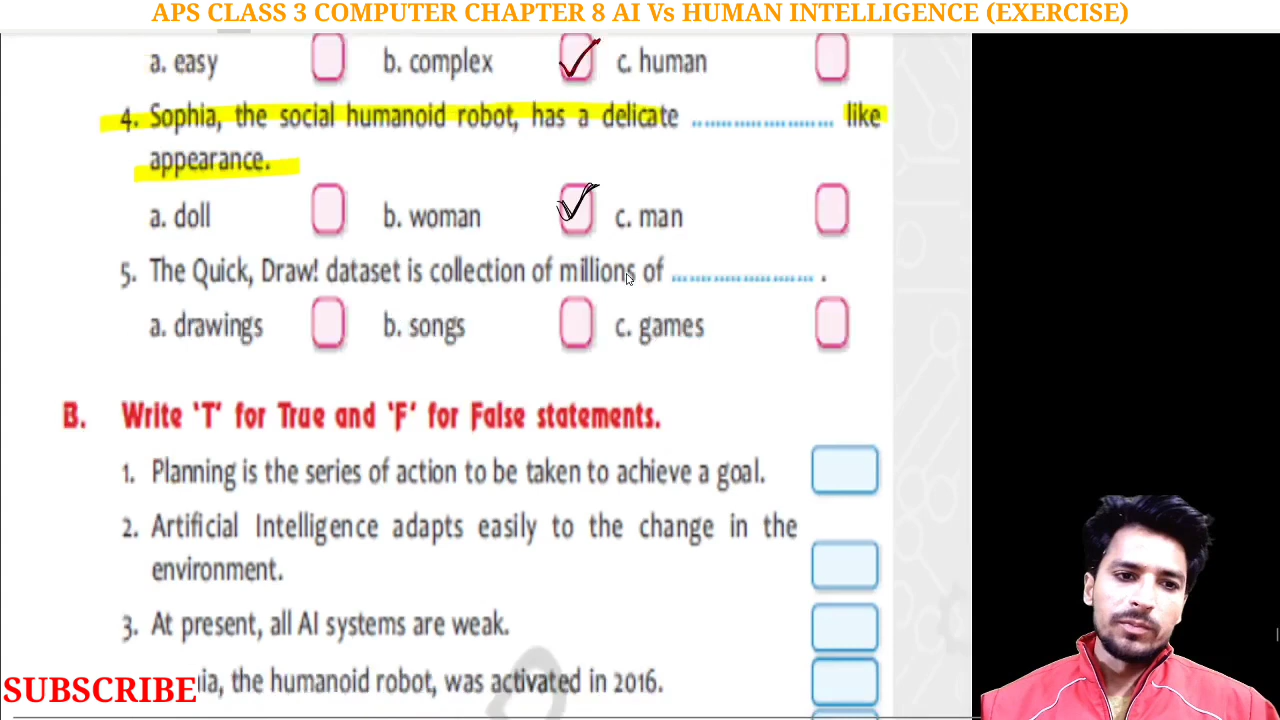 APS CLASS 3 COMPUTER CHAPTER 8 AI Vs HUMAN INTELLIGENCE (EXERCISE)
a. easy b. complex c. human
4. Sophia, the social humanoid robot, has a delicate ........................ like
appearance.
a. doll b. woman c. man
5. The Quick, Draw! dataset is collection of millions of ........................ .
a. drawings b. songs c. games
B. Write 'T' for True and 'F' for False statements.
1. Planning is the series of action to be taken to achieve a goal.
2. Artificial Intelligence adapts easily to the change in the
environment.
3. At present, all AI systems are weak.
SUBSCRIBE
the humanoid robot, was activated in 2016.